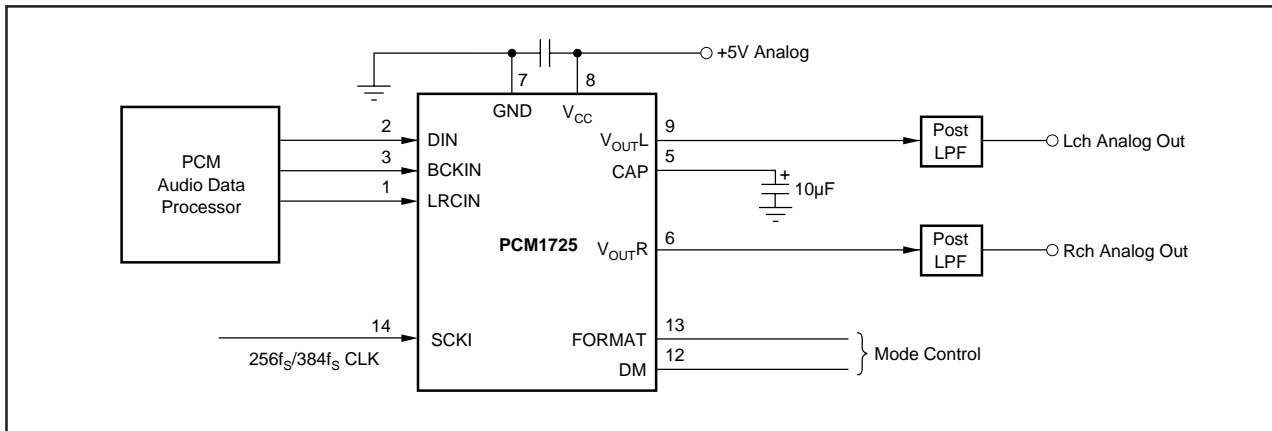 +5V Analog
7
8
GND
VCC
PCM
Audio Data
Processor
2
DIN
3
BCKIN
1
LRCIN
VOUTL
9
Post
LPF
Lch Analog Out
CAP
5
+
10µF
PCM1725
VOUTR
6
Post
LPF
Rch Analog Out
14
SCKI
256fS/384fS CLK
FORMAT
13
DM
12
Mode Control